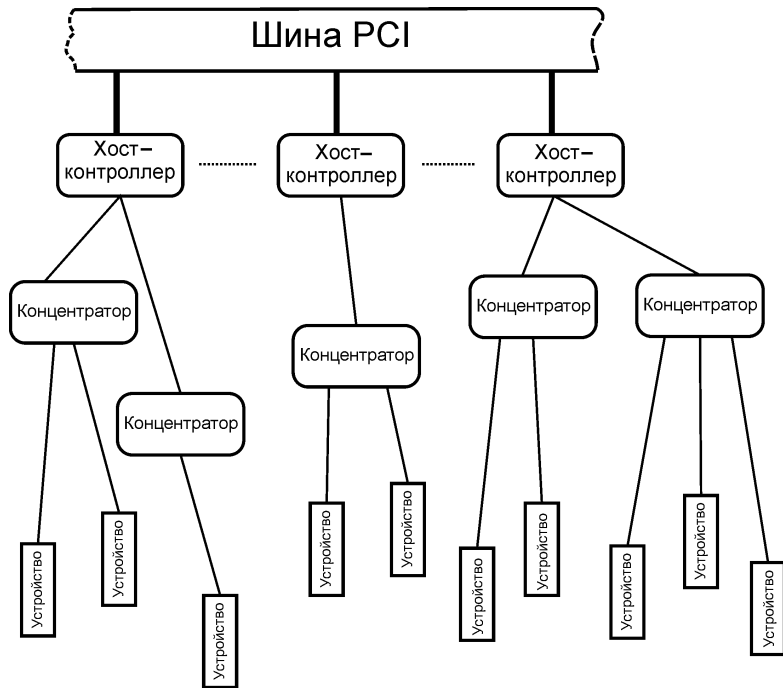 Шина PCI
Хост–
контроллер
Хост–
контроллер
Хост–
контроллер
Концентратор
Концентратор
Концентратор
Концентратор
Концентратор
Устройство
Устройство
Устройство
Устройство
Устройство
Устройство
Устройство
Устройство
Устройство
Устройство